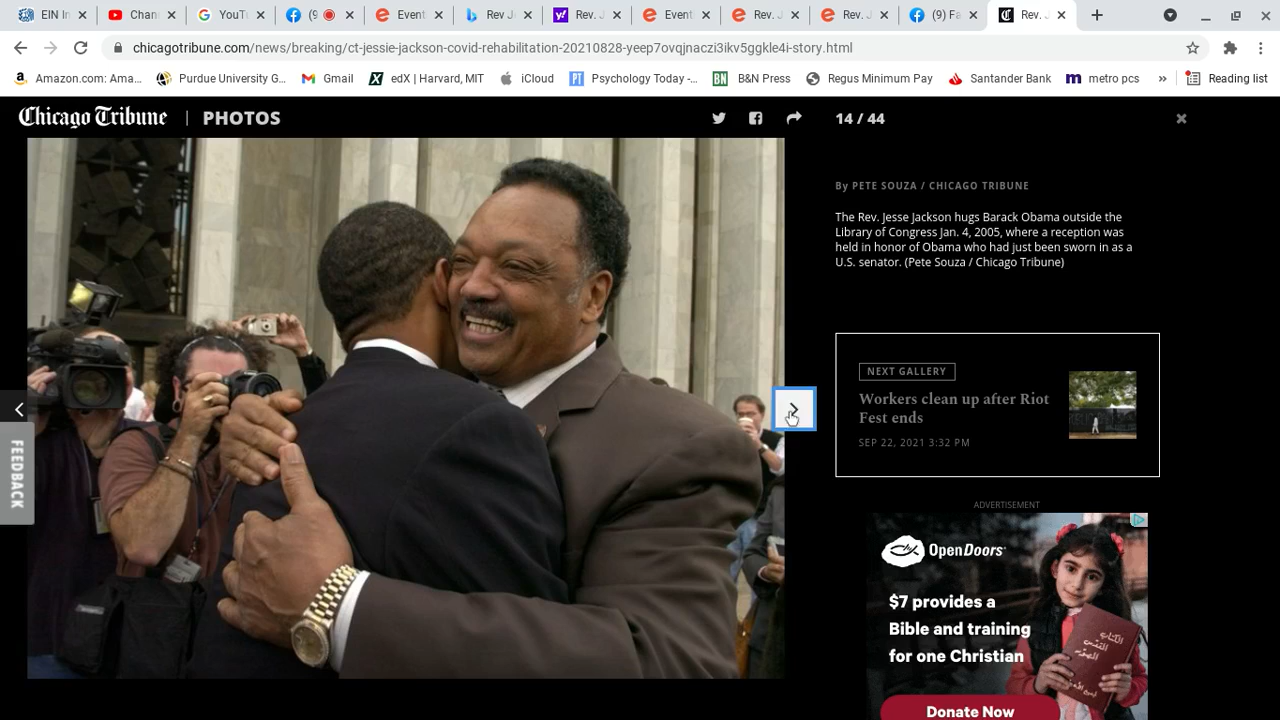 EIN In
Chan
YouTu
(9
Event
Rev J
Rev. J
Event
Rev. J
Rev. J
(9) Fa
Rev. J
chicagotribune.com/news/breaking/ct-jessie-jackson-covid-rehabilitation-20210828-yeep7ovqjnaczi3ikv5ggkle4i-story.html
Amazon.com: Ama...
Purdue University G...
Gmail
edX | Harvard, MIT
iCloud
Psychology Today -...
B&N Press
Regus Minimum Pay
Santander Bank
metro pcs
»
Reading list
Chicago Tribune | PHOTOS
14 / 44
By PETE SOUZA / CHICAGO TRIBUNE
The Rev. Jesse Jackson hugs Barack Obama outside the
Library of Congress Jan. 4, 2005, where a reception was
held in honor of Obama who had just been sworn in as a
U.S. senator. (Pete Souza / Chicago Tribune)
NEXT GALLERY
Workers clean up after Riot
Fest ends
SEP 22, 2021 3:32 PM
FEEDBACK
ADVERTISEMENT
OpenDoors
$7 provides a
Bible and training
for one Christian
الكتاب
المقدس
Donate Now